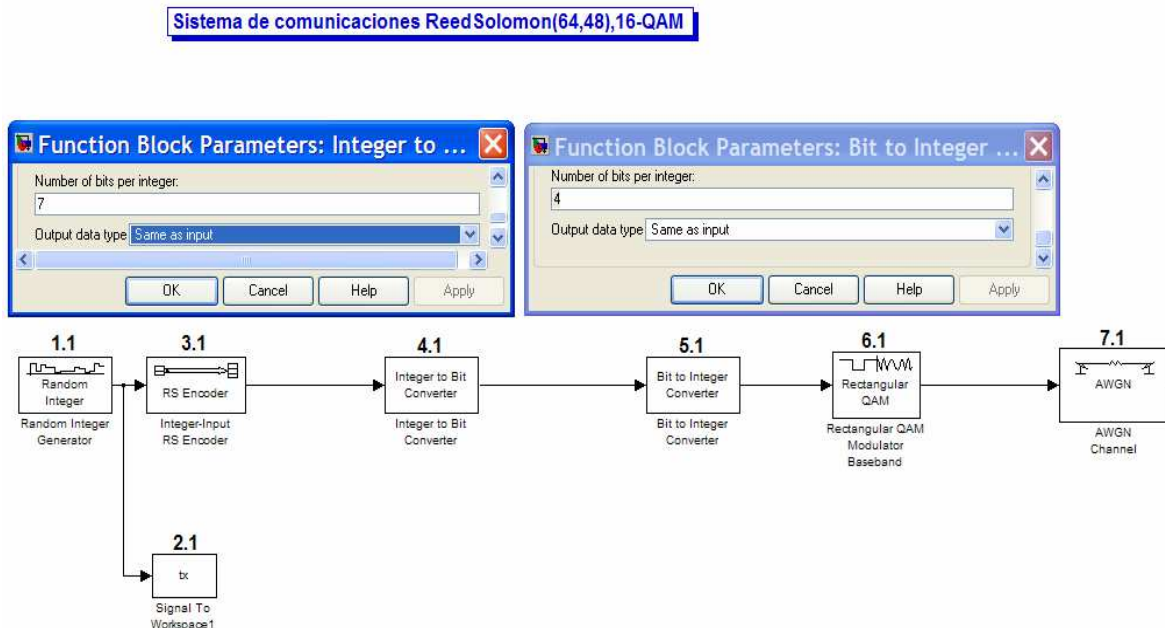 Sistema de comunicaciones ReedSolomon(64,48),16-QAM
Function Block Parameters: Integer to ...
Number of bits per integer:
7
Output data type Same as input
OK Cancel Help Apply
Function Block Parameters: Bit to Integer ...
Number of bits per integer:
4
Output data type Same as input
OK Cancel Help Apply
1.1
Random
Integer
Random Integer
Generator
3.1
RS Encoder
Integer-Input
RS Encoder
4.1
Integer to Bit
Converter
Integer to Bit
Converter
5.1
Bit to Integer
Converter
Bit to Integer
Converter
6.1
Rectangular
QAM
Rectangular QAM
Modulator
Baseband
7.1
AWGN
AWGN
Channel
2.1
tx
Signal To
Workspace1